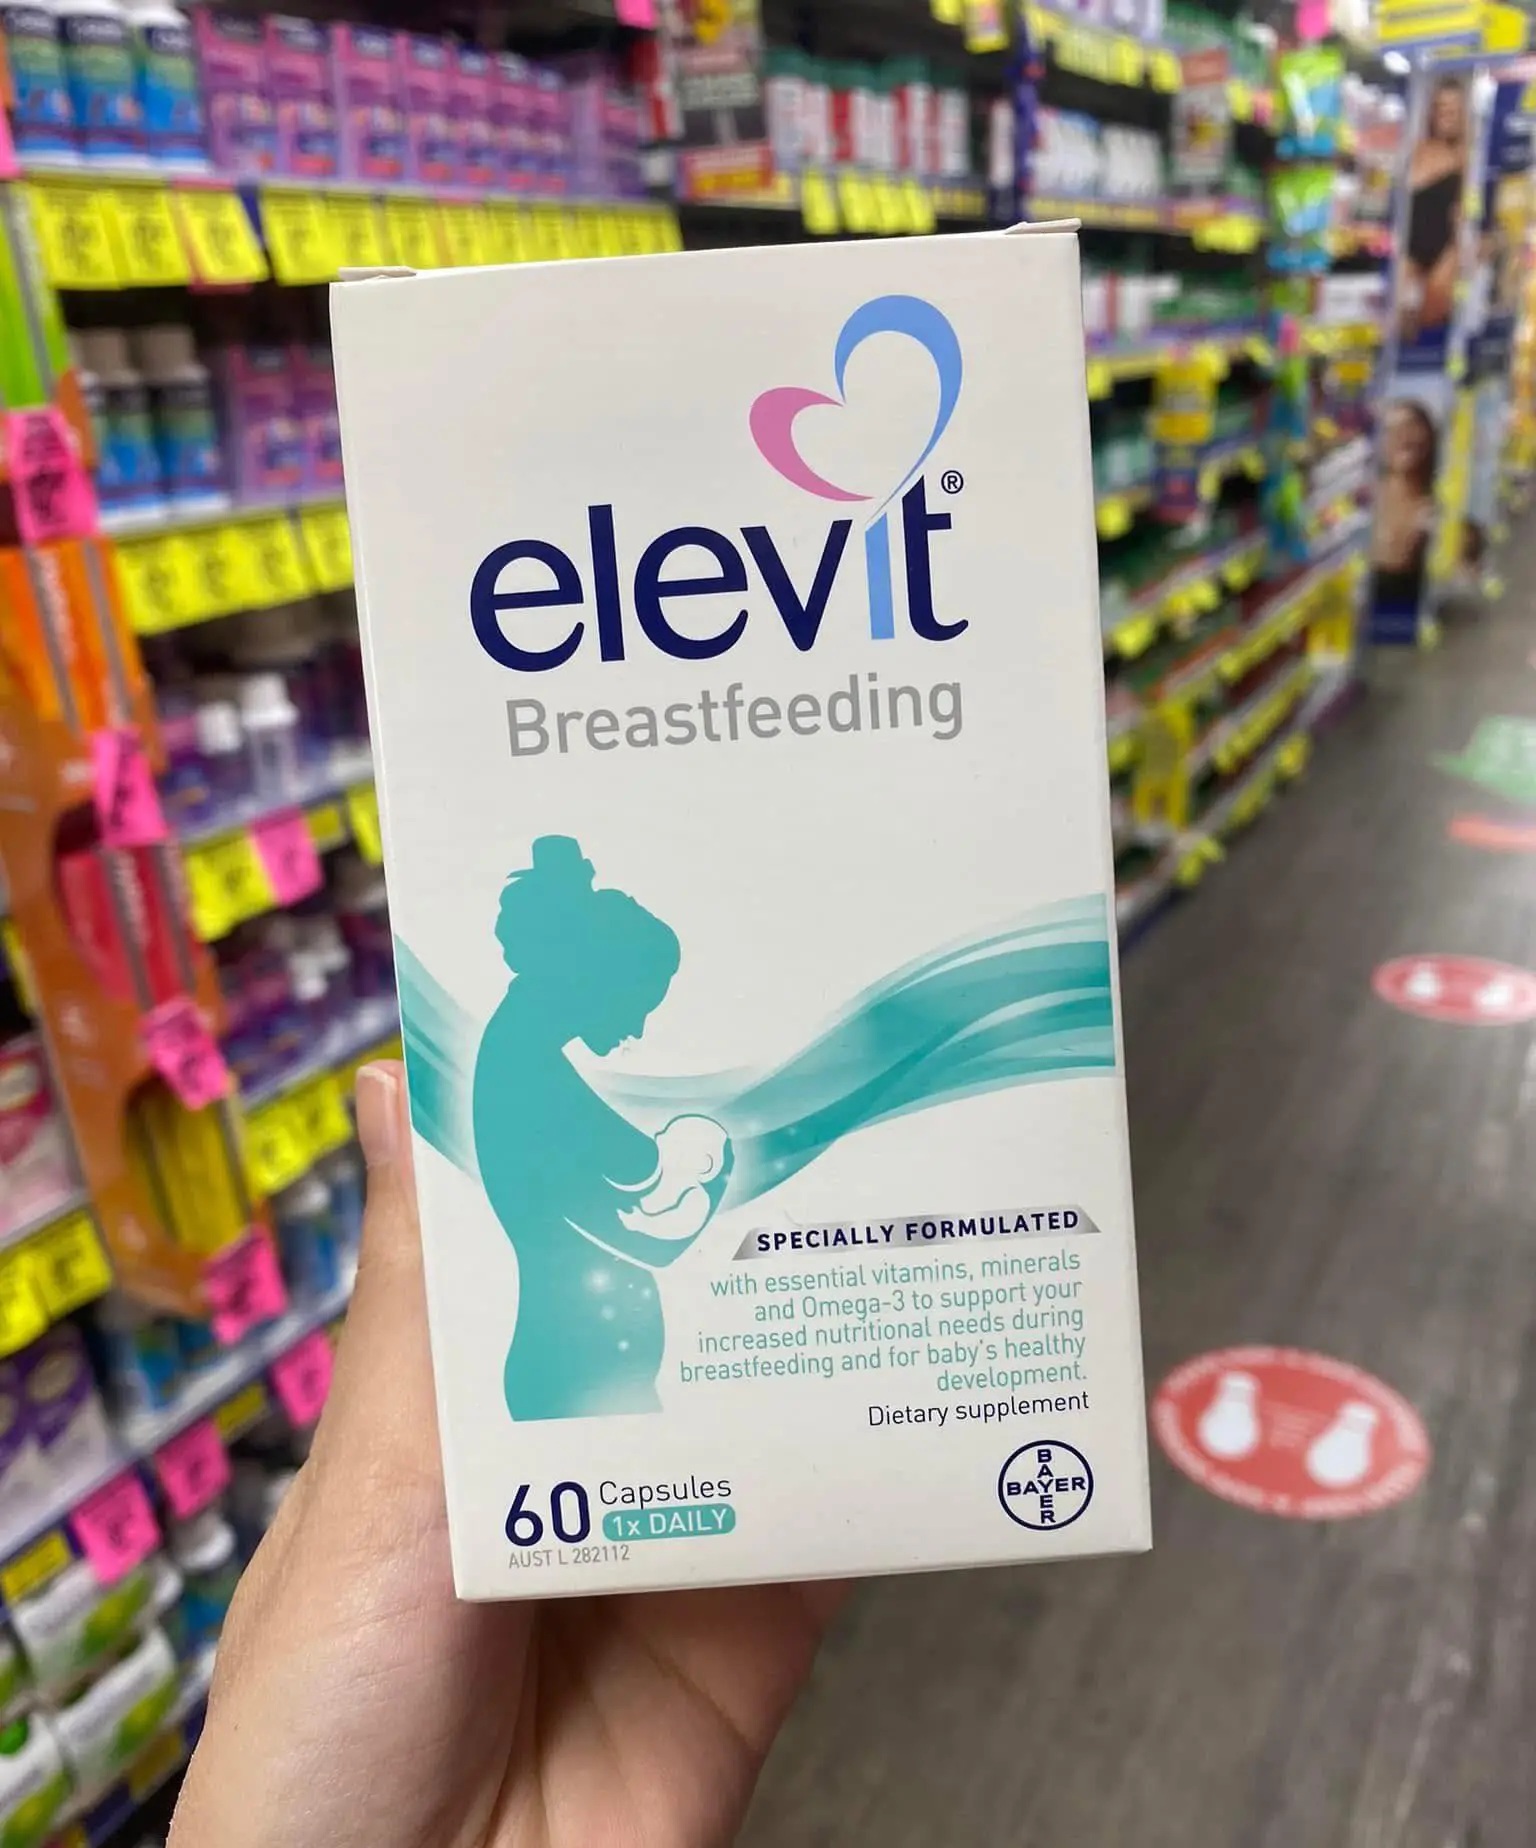 elevit®
Breastfeeding
SPECIALLY FORMULATED
with essential vitamins, minerals
and Omega-3 to support your
increased nutritional needs during
breastfeeding and for baby's healthy
development.
Dietary supplement
60 Capsules
1x DAILY
AUST L 282112
BAYER
BAYER